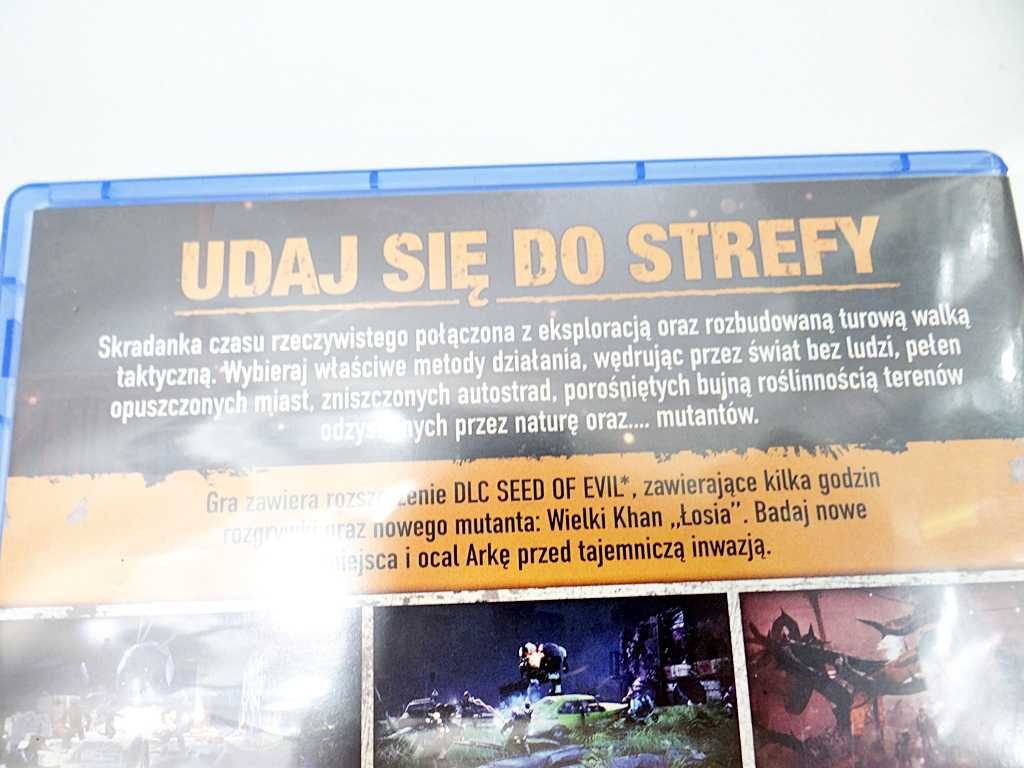 UDAJ SIĘ DO STREFY
Skradanka czasu rzeczywistego połączona z eksploracją oraz rozbudowaną turową walką
taktyczną. Wybieraj właściwe metody działania, wędrując przez świat bez ludzi, pełen
opuszczonych miast, zniszczonych autostrad, porośniętych bujną roślinnością terenów
przez naturę oraz.... mutantów.
Gra zawiera DLC SEED OF EVIL*, zawierające kilka godzin
oraz nowego mutanta: Wielki Khan „Łosia”. Badaj nowe
miejsca i ocal Arkę przed tajemniczą inwazją.